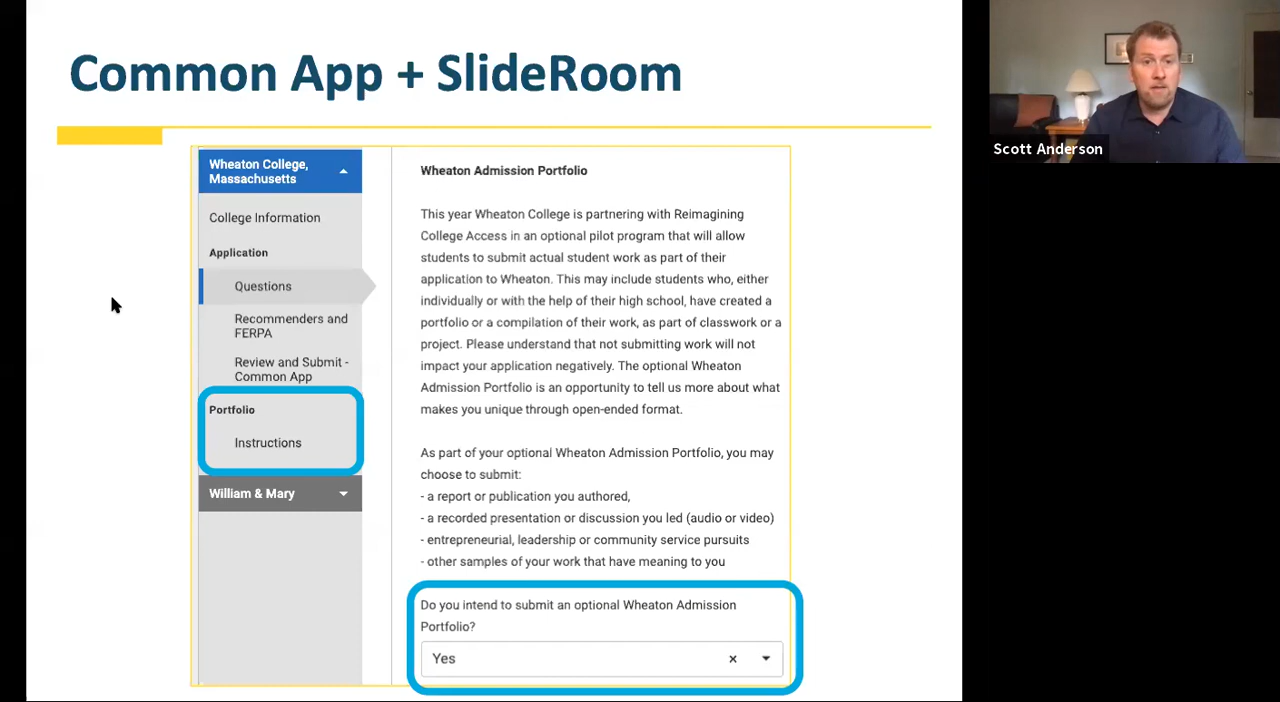 Common App + SlideRoom
Wheaton College,
Massachusetts
College Information
Application
Questions
Recommenders and
FERPA
Review and Submit -
Common App
Portfolio
Instructions
William & Mary
Wheaton Admission Portfolio
This year Wheaton College is partnering with Reimagining
College Access in an optional pilot program that will allow
students to submit actual student work as part of their
application to Wheaton. This may include students who, either
individually or with the help of their high school, have created a
portfolio or a compilation of their work, as part of classwork or a
project. Please understand that not submitting work will not
impact your application negatively. The optional Wheaton
Admission Portfolio is an opportunity to tell us more about what
makes you unique through open-ended format.
As part of your optional Wheaton Admission Portfolio, you may
choose to submit:
- a report or publication you authored,
- a recorded presentation or discussion you led (audio or video)
- entrepreneurial, leadership or community service pursuits
- other samples of your work that have meaning to you
Do you intend to submit an optional Wheaton Admission
Portfolio?
Yes
Scott Anderson